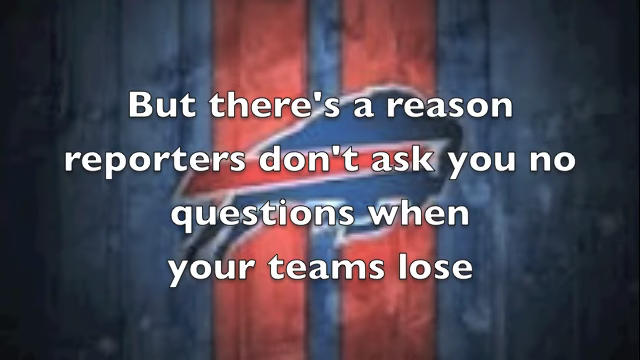 But there's a reason
reporters don't ask you no
questions when
your teams lose